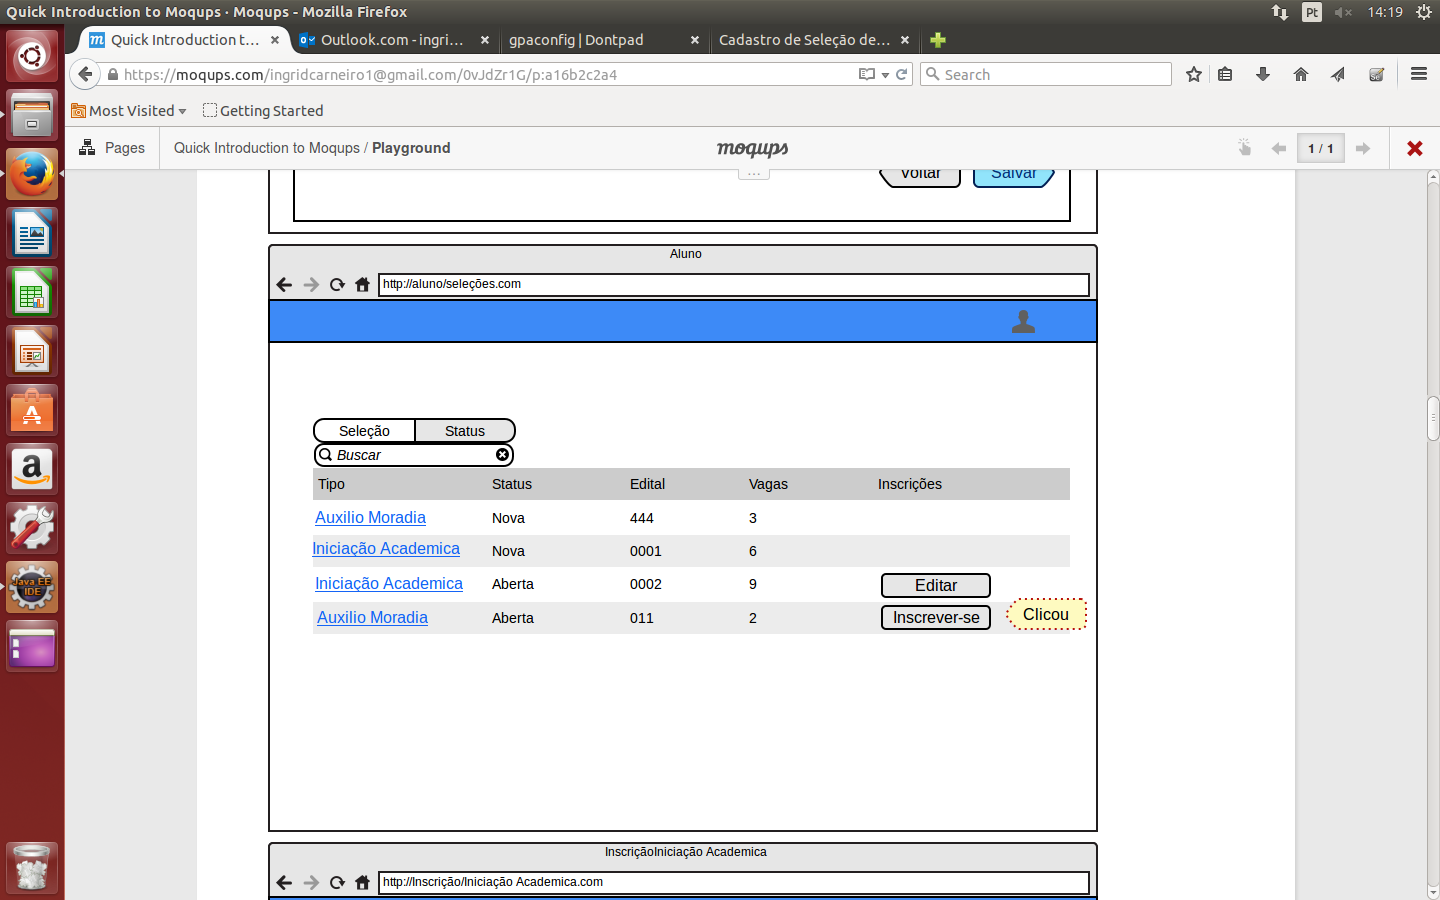 Quick Introduction to Moqups · Moqups - Mozilla Firefox
Pt
14:19
Quick Introduction t...
Outlook.com - ingri...
gpaconfig | Dontpad
Cadastro de Seleção de...
https://moqups.com/ingridcarneiro1@gmail.com/0vJdZr1G/p:a16b2c2a4
Search
Most Visited
Getting Started
Pages
Quick Introduction to Moqups / Playground
moqups
1 / 1
...
Voltar
Salvar
Aluno
http://aluno/seleções.com
Seleção
Status
Buscar
Tipo Status Edital Vagas Inscrições
Auxilio Moradia Nova 444 3
Iniciação Academica Nova 0001 6
Iniciação Academica Aberta 0002 9 Editar
Auxilio Moradia Aberta 011 2 Inscrever-se
Clicou
InscriçãoIniciação Academica
http://Inscrição/Iniciação Academica.com
Java EE
IDE